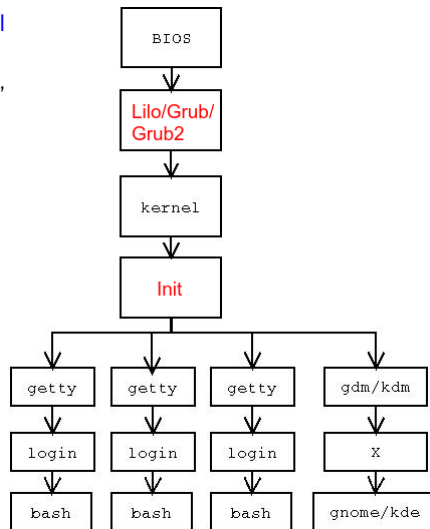 l
,
BIOS
Lilo/Grub/
Grub2
kernel
Init
getty getty getty gdm/kdm
login login login X
bash bash bash gnome/kde